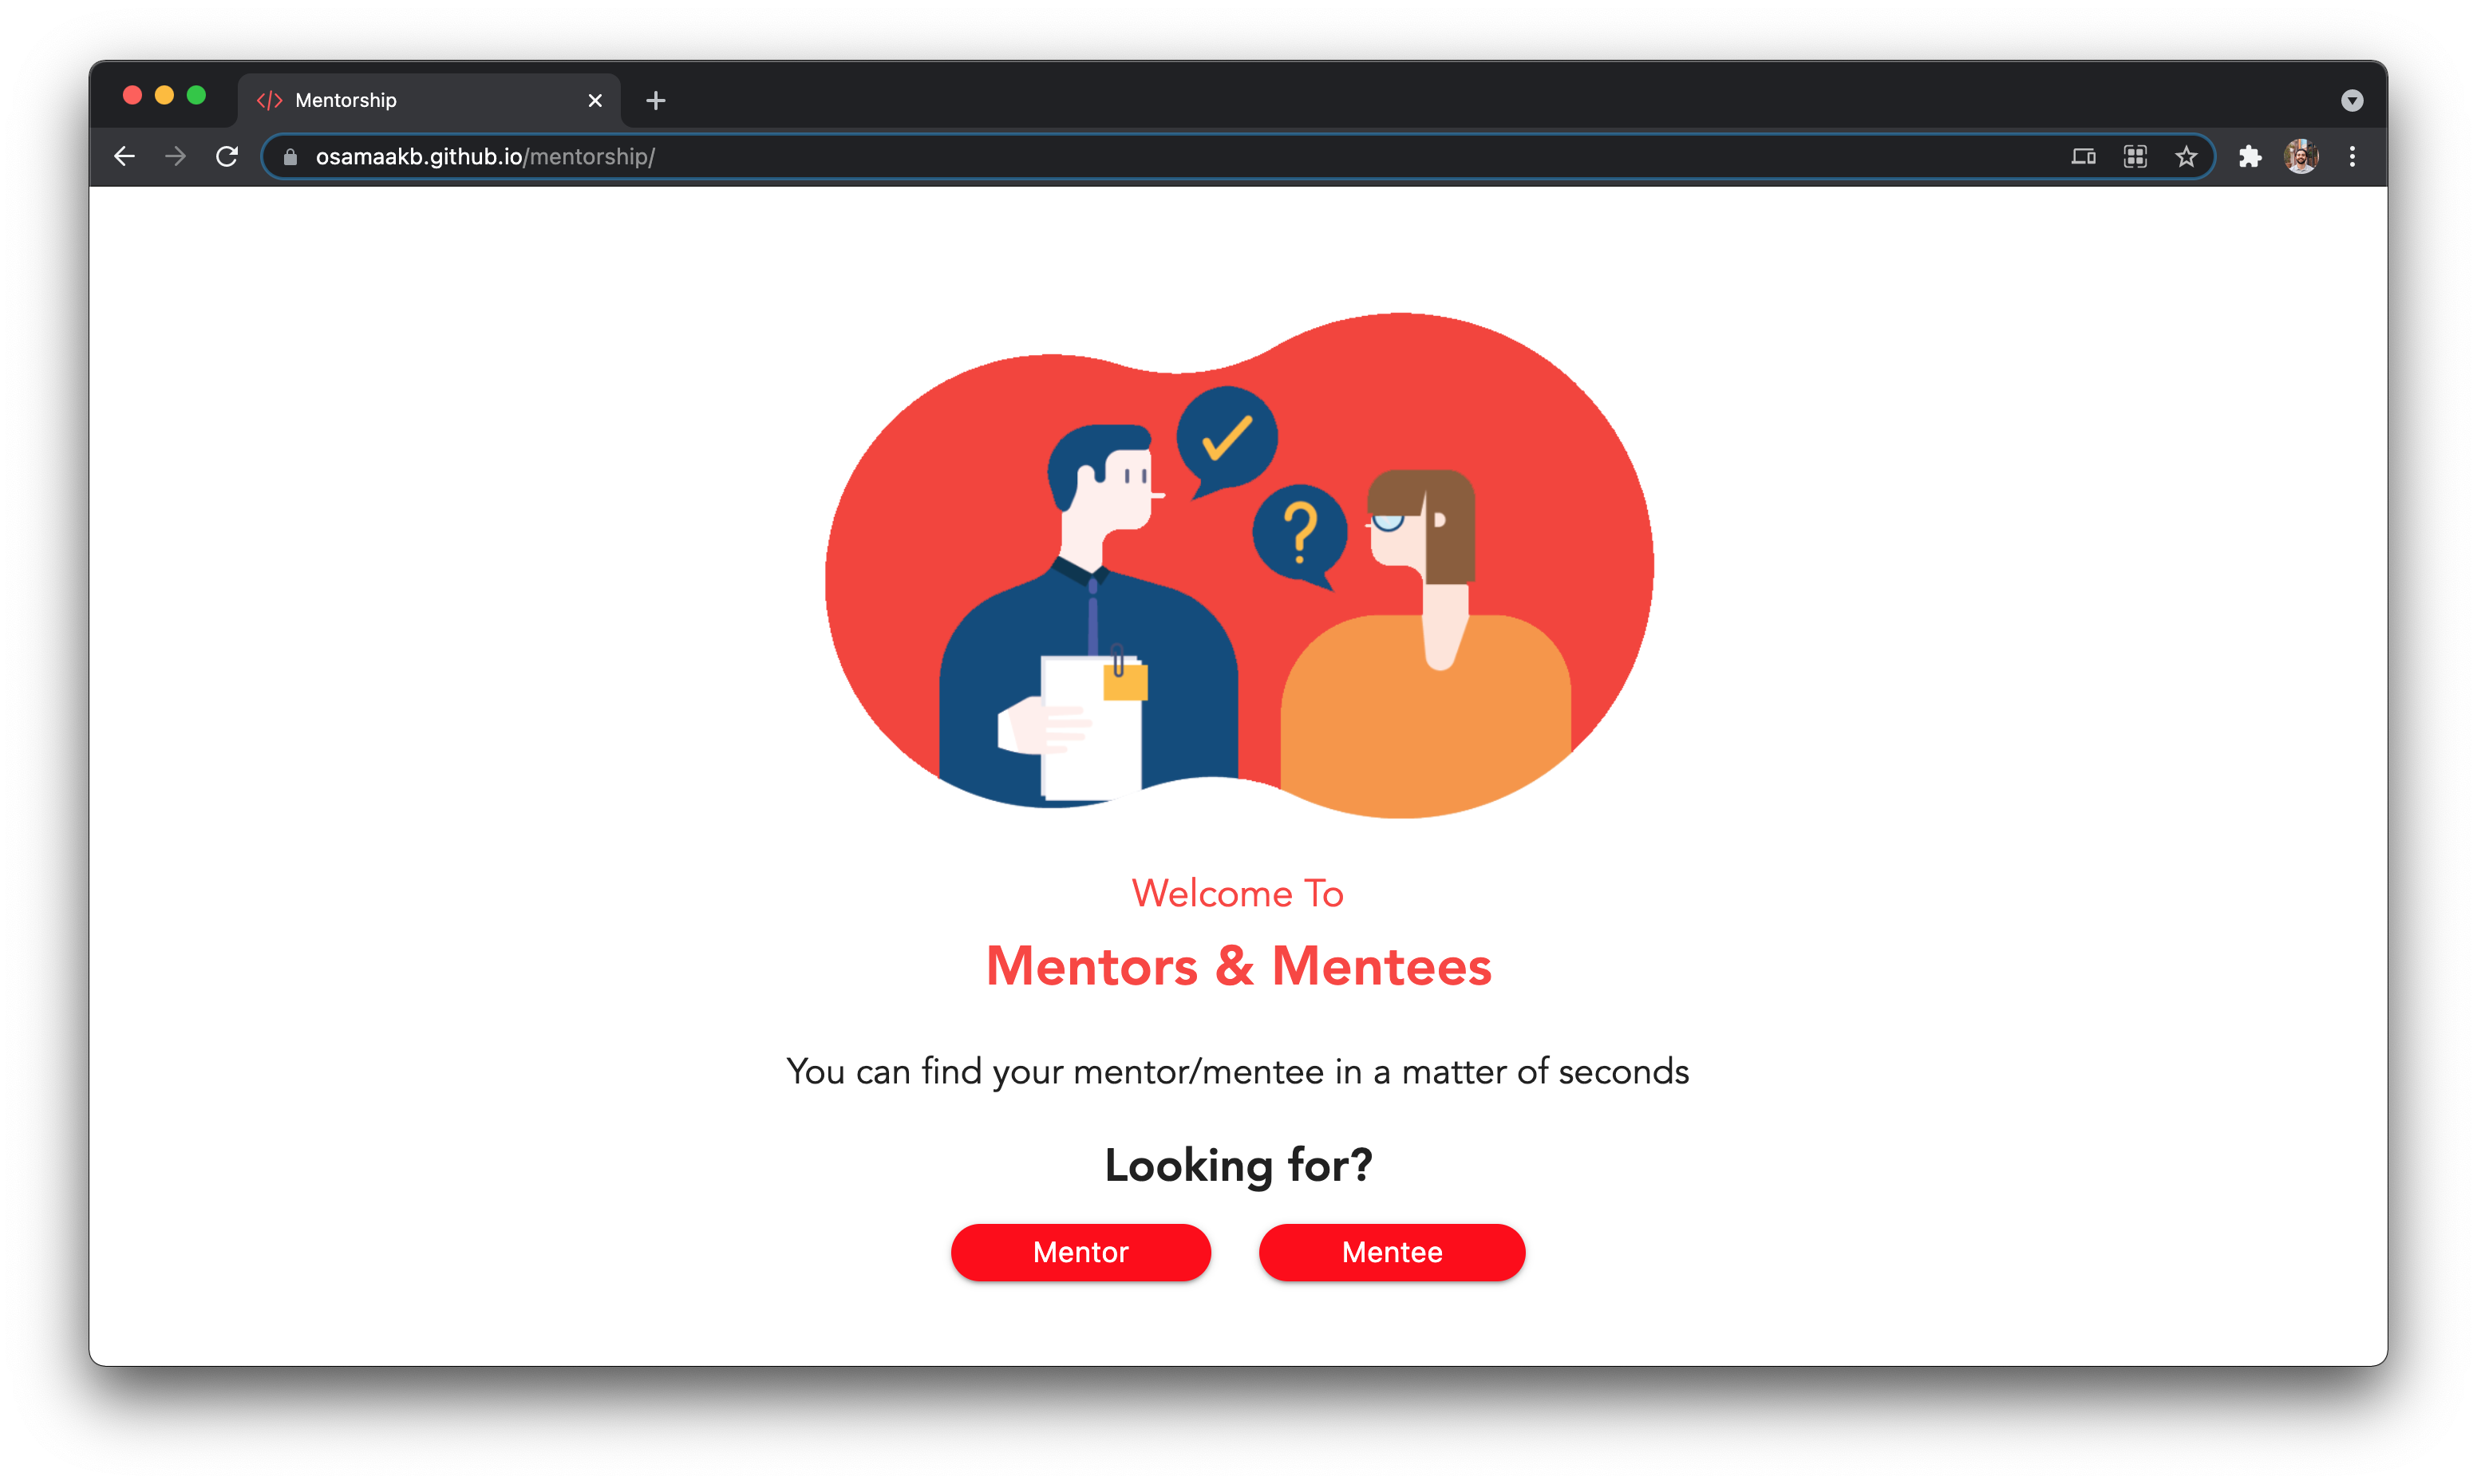 Mentorship
osamaakb.github.io/mentorship/
Welcome To
Mentors & Mentees
You can find your mentor/mentee in a matter of seconds
Looking for?
Mentor Mentee